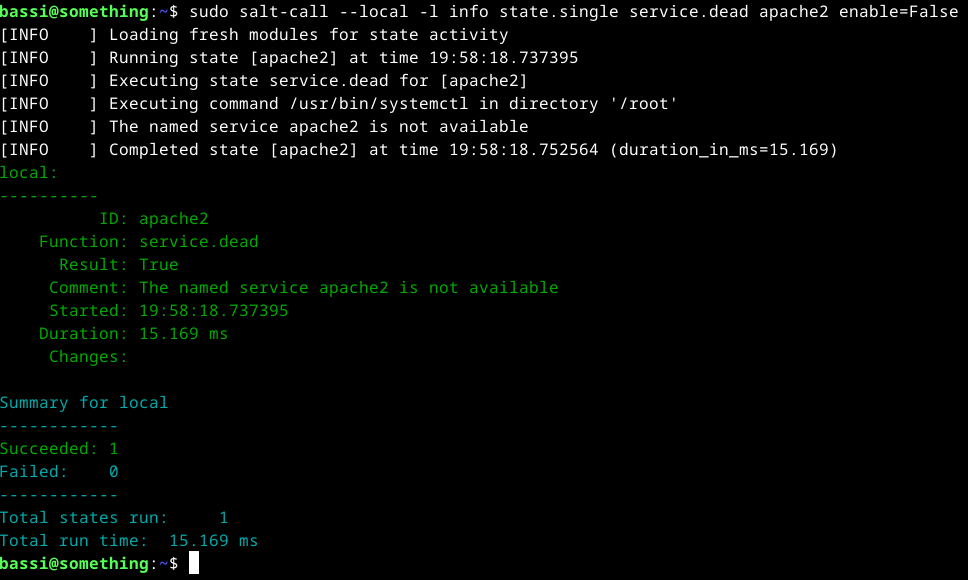 bassi@something:~$ sudo salt-call --local -l info state.single service.dead apache2 enable=False
[INFO    ] Loading fresh modules for state activity
[INFO    ] Running state [apache2] at time 19:58:18.737395
[INFO    ] Executing state service.dead for [apache2]
[INFO    ] Executing command /usr/bin/systemctl in directory '/root'
[INFO    ] The named service apache2 is not available
[INFO    ] Completed state [apache2] at time 19:58:18.752564 (duration_in_ms=15.169)
local:
----------
          ID: apache2
    Function: service.dead
      Result: True
     Comment: The named service apache2 is not available
     Started: 19:58:18.737395
    Duration: 15.169 ms
     Changes:

Summary for local
------------
Succeeded: 1
Failed:    0
------------
Total states run:     1
Total run time:  15.169 ms
bassi@something:~$